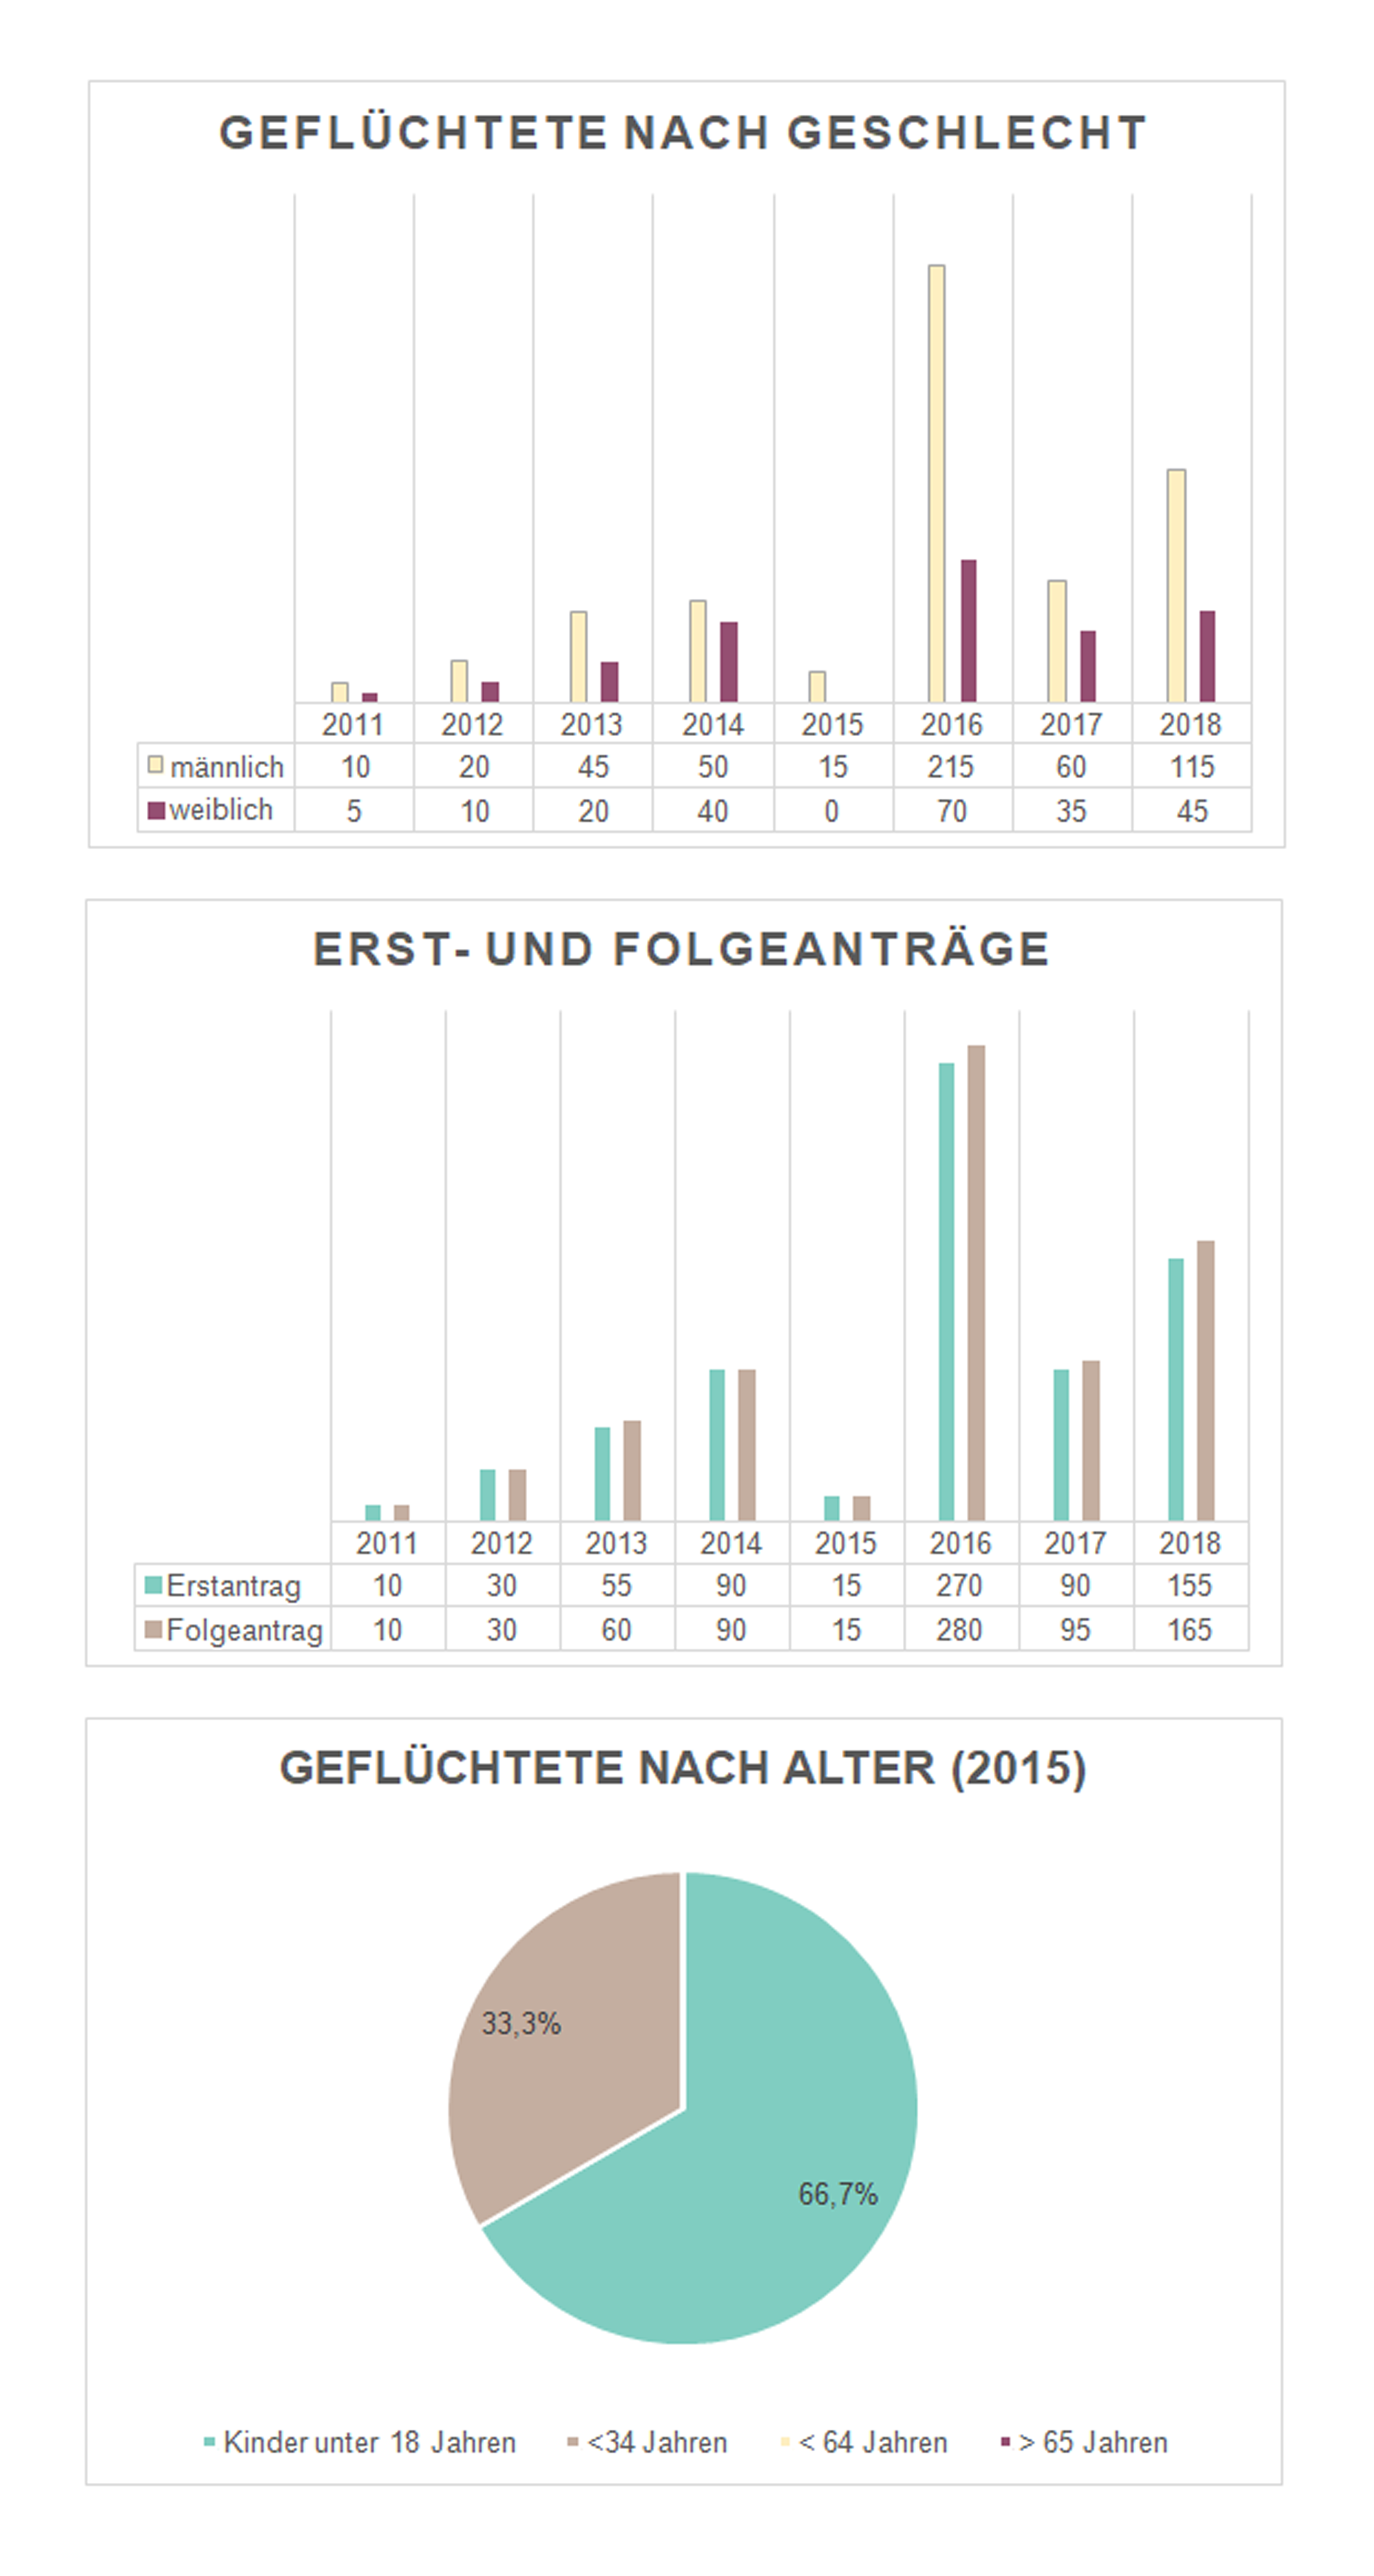 GEFLÜCHTETE NACH GESCHLECHT
2011 2012 2013 2014 2015 2016 2017 2018
männlich 10 20 45 50 15 215 60 115
weiblich 5 10 20 40 0 70 35 45
ERST- UND FOLGEANTRÄGE
2011 2012 2013 2014 2015 2016 2017 2018
Erstantrag 10 30 55 90 15 270 90 155
Folgeantrag 10 30 60 90 15 280 95 165
GEFLÜCHTETE NACH ALTER (2015)
33,3%
66,7%
Kinder unter 18 Jahren <34 Jahren < 64 Jahren > 65 Jahren